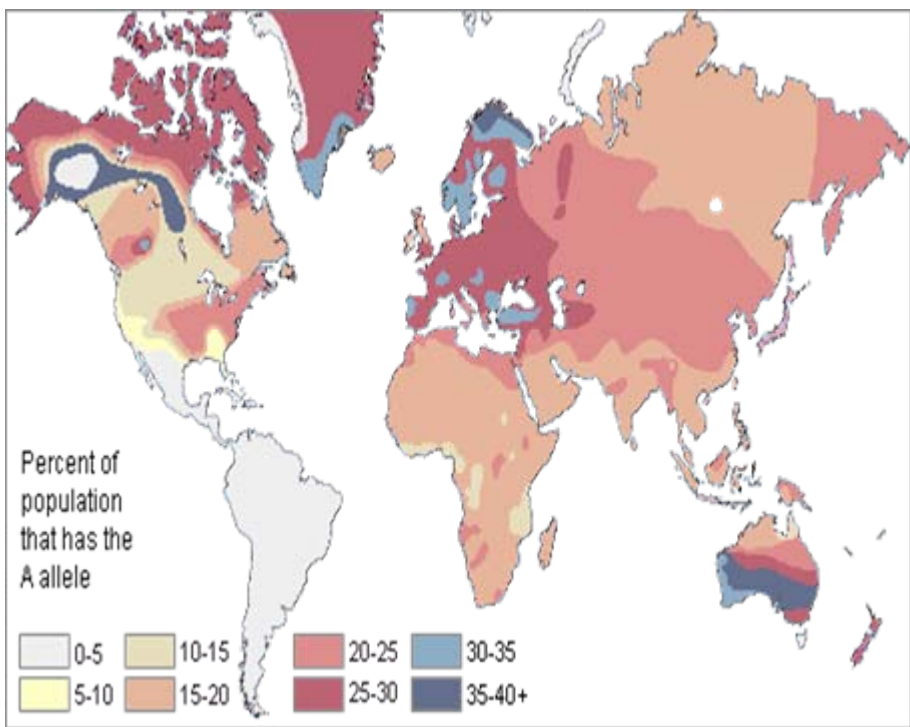 Percent of
population
that has the
A allele
0-5
10-15
20-25
30-35
5-10
15-20
25-30
35-40+